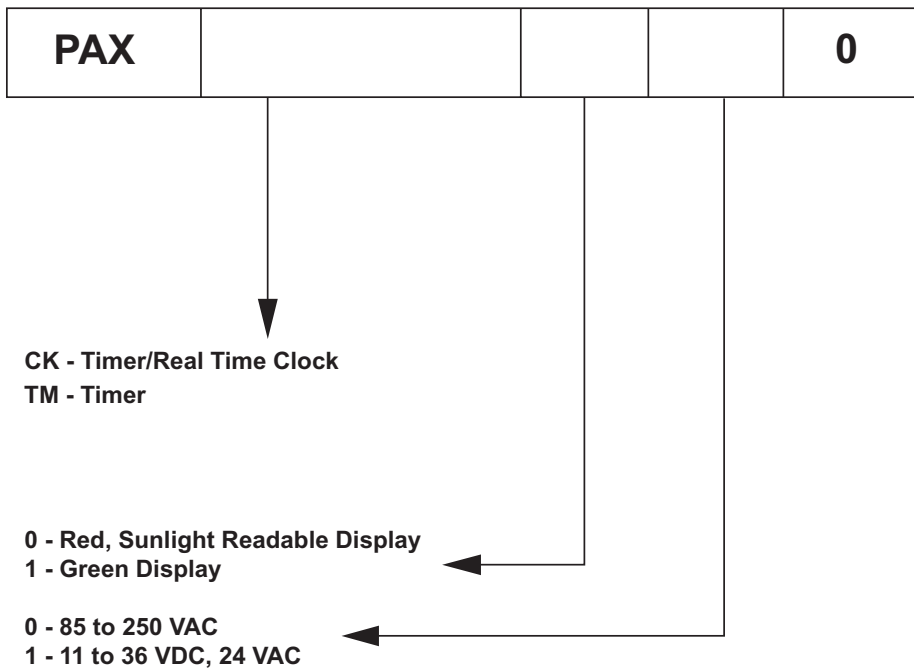 PAX 0
CK - Timer/Real Time Clock
TM - Timer
0 - Red, Sunlight Readable Display
1 - Green Display
0 - 85 to 250 VAC
1 - 11 to 36 VDC, 24 VAC